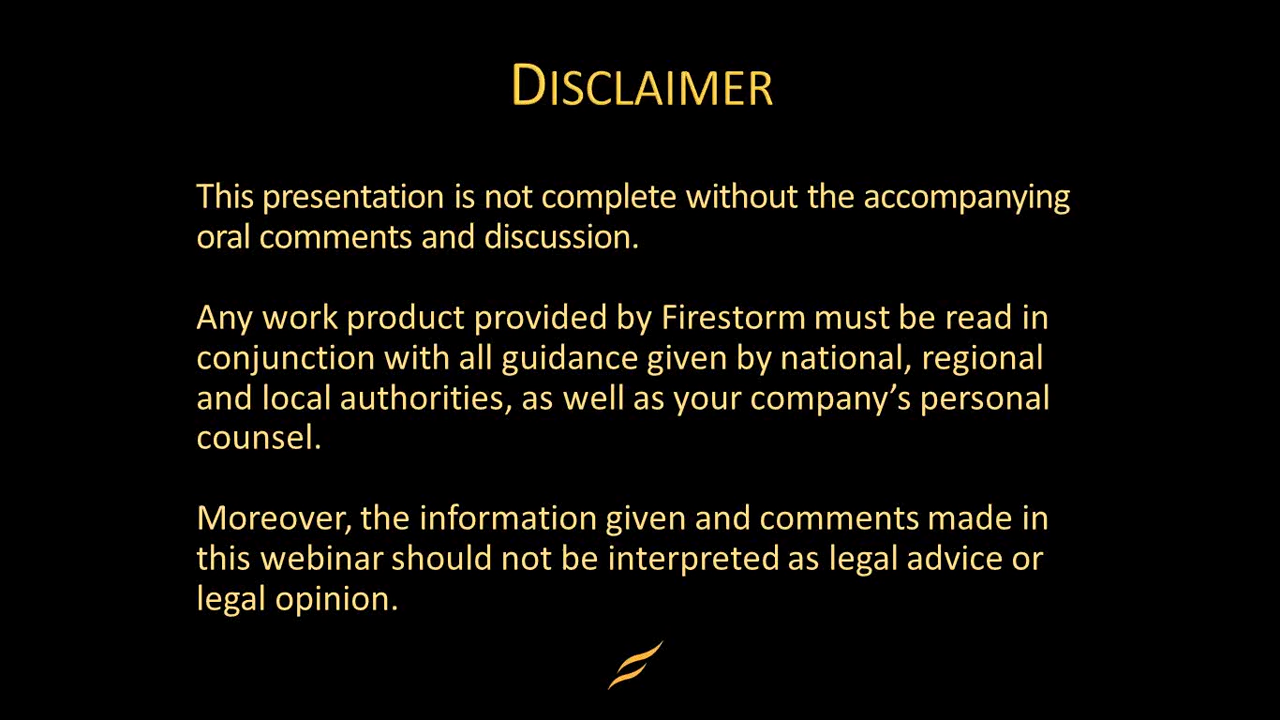 DISCLAIMER
This presentation is not complete without the accompanying
oral comments and discussion.
Any work product provided by Firestorm must be read in
conjunction with all guidance given by national, regional
and local authorities, as well as your company’s personal
counsel.
Moreover, the information given and comments made in
this webinar should not be interpreted as legal advice or
legal opinion.